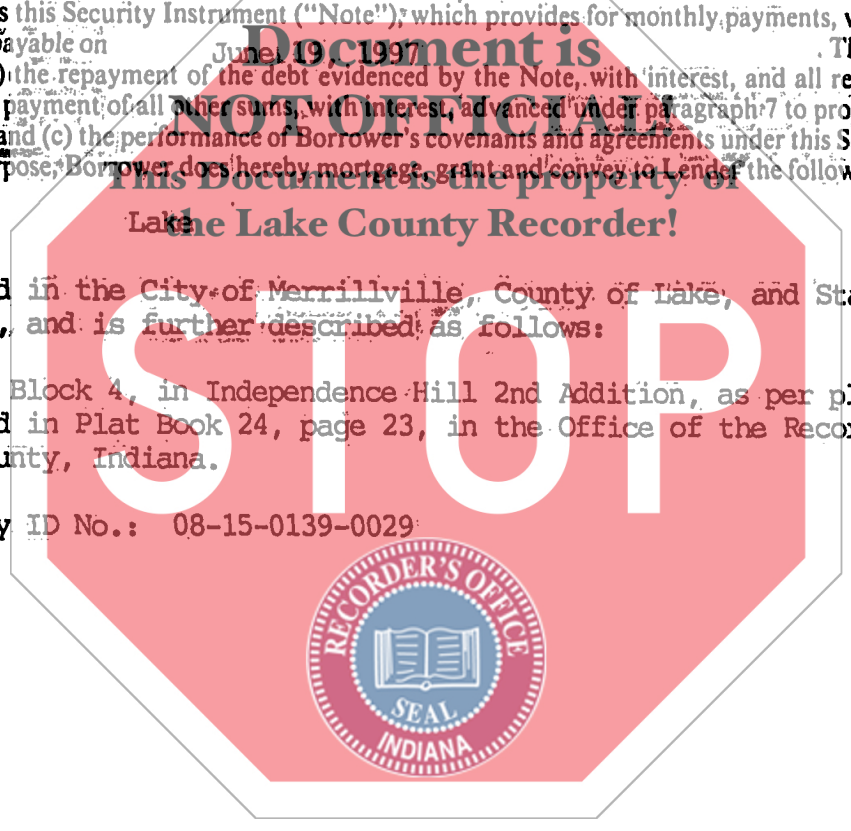 s this Security Instrument ("Note"), which provides for monthly payments,
ayable on June 19, 1997 . Th
) the repayment of the debt evidenced by the Note, with interest, and all re
payment of all other sums, with interest, advanced under paragraph 7 to pro
and (c) the performance of Borrower's covenants and agreements under this S
pose, Borrower does hereby mortgage, grant and convey to Lender the follow
Lake
Document is
NOT OFFICIAL!
This Document is the property of
the Lake County Recorder!
d in the City of Merrillville, County of Lake, and Sta
, and is further described as follows:
Block 4, in Independence Hill 2nd Addition, as per pl
d in Plat Book 24, page 23, in the Office of the Recor
unty, Indiana.
y ID No.: 08-15-0139-0029
STOP
RECORDER'S OFFICE
SEAL
INDIANA